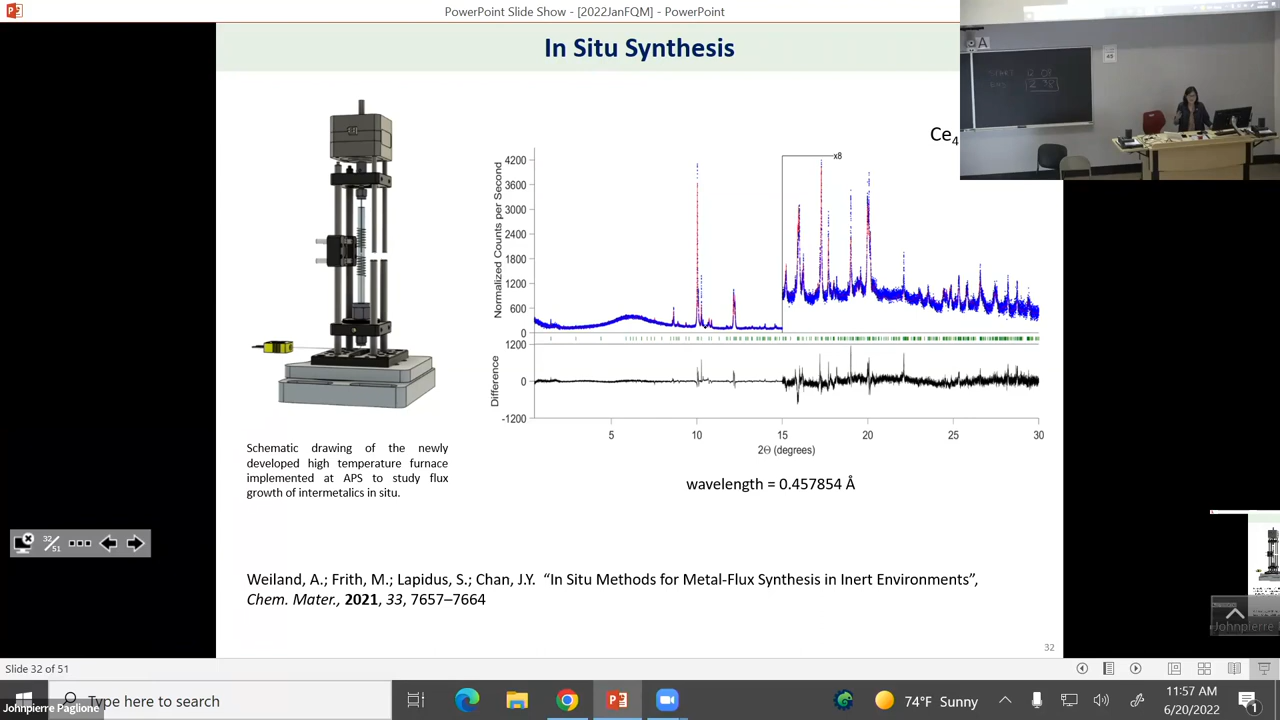 PowerPoint Slide Show - [2022JanFQM] - PowerPoint
In Situ Synthesis
A
45
Ce4
x8
Normalized Counts per Second
4200
3600
3000
2400
1800
1200
600
0
Difference
1200
0
-1200
5 10 15 20 25 30
2Θ (degrees)
wavelength = 0.457854 Å
Schematic drawing of the newly
developed high temperature furnace
implemented at APS to study flux
growth of intermetalics in situ.
32/51
Weiland, A.; Frith, M.; Lapidus, S.; Chan, J.Y. “In Situ Methods for Metal-Flux Synthesis in Inert Environments”,
Chem. Mater., 2021, 33, 7657–7664
32
Johnpierre
Slide 32 of 51
Type here to search
Johnpierre Paglione
74°F Sunny
11:57 AM
6/20/2022
1